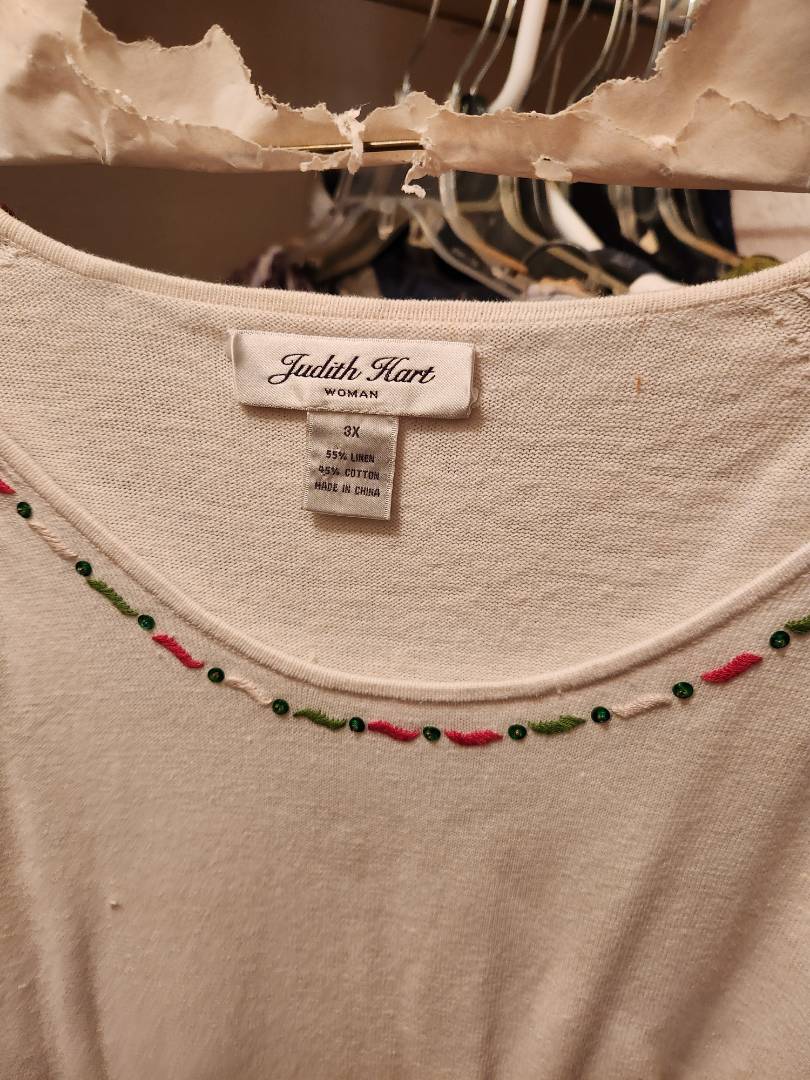 Judith Hart
WOMAN
3X
55% LINEN
45% COTTON
MADE IN CHINA